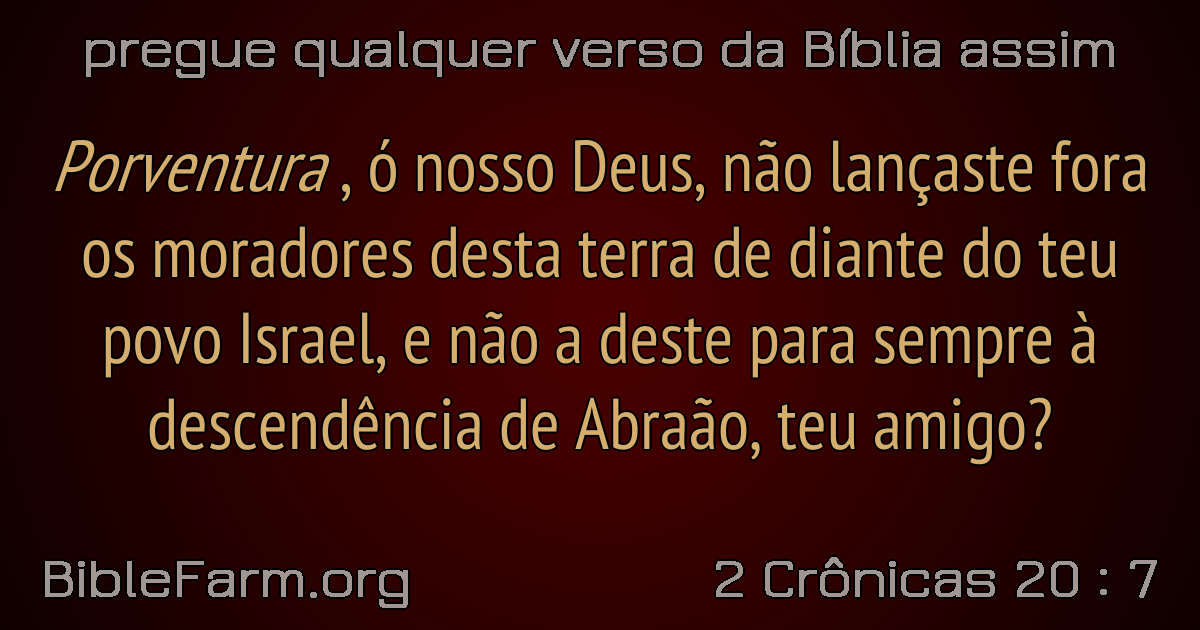 pregue qualquer verso da Bíblia assim
Porventura , ó nosso Deus, não lançaste fora
os moradores desta terra de diante do teu
povo Israel, e não a deste para sempre à
descendência de Abraão, teu amigo?
BibleFarm.org
2 Crônicas 20 : 7